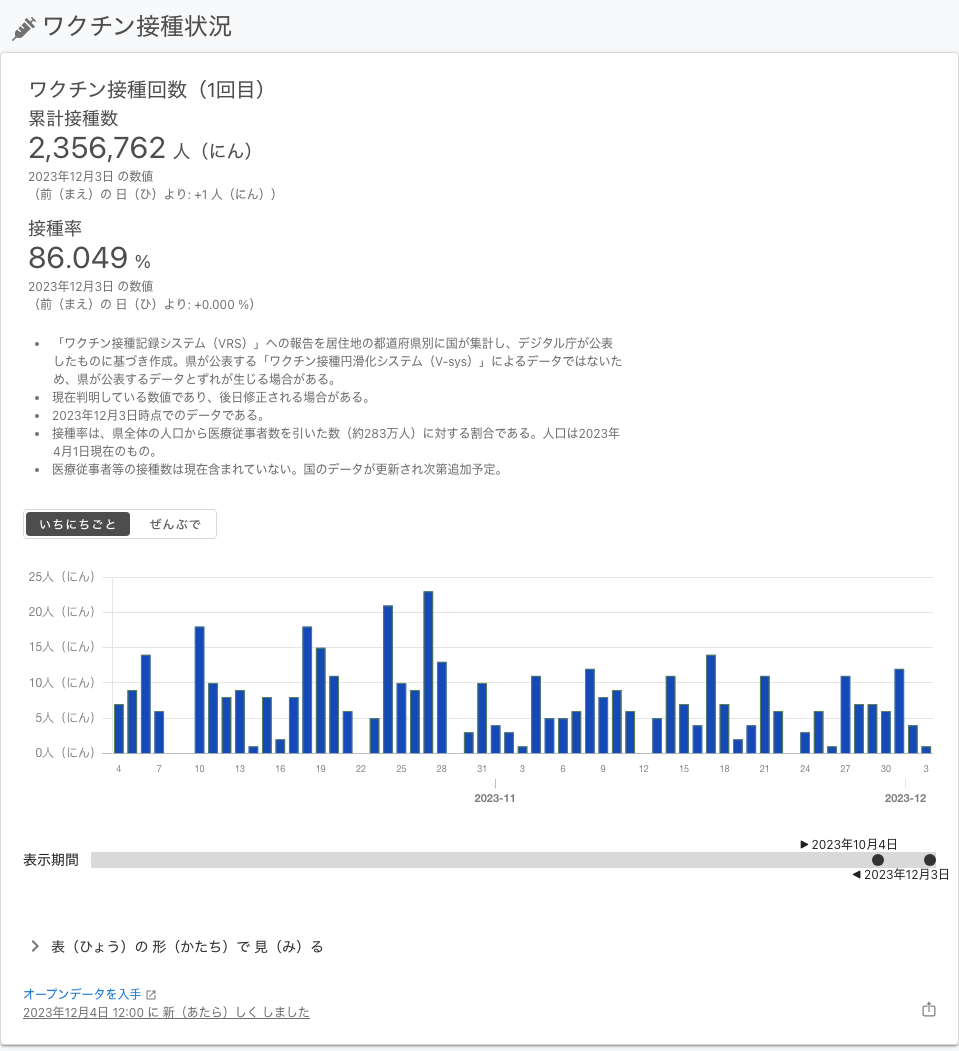 ワクチン接種状況
ワクチン接種回数（1回目）
累計接種数
2,356,762 人（にん）
2023年12月3日 の数値
（前（まえ）の 日（ひ）より: +1 人（にん））
接種率
86.049 %
2023年12月3日 の数値
（前（まえ）の 日（ひ）より: +0.000 %）
• 「ワクチン接種記録システム（VRS）」への報告を居住地の都道府県別に国が集計し、デジタル庁が公表
したものに基づき作成。県が公表する「ワクチン接種円滑化システム（V-sys）」によるデータではないた
め、県が公表するデータとずれが生じる場合がある。
• 現在判明している数値であり、後日修正される場合がある。
• 2023年12月3日時点でのデータである。
• 接種率は、県全体の人口から医療従事者数を引いた数（約283万人）に対する割合である。人口は2023年
4月1日現在のもの。
• 医療従事者等の接種数は現在含まれていない。国のデータが更新され次第追加予定。
いちにちごと ぜんぶで
25人（にん）
20人（にん）
15人（にん）
10人（にん）
5人（にん）
0人（にん）
4 7 10 13 16 19 22 25 28 31 3 6 9 12 15 18 21 24 27 30 3
2023-11 2023-12
▶ 2023年10月4日
表示期間
◀ 2023年12月3日
表（ひょう）の 形（かたち）で 見（み）る
オープンデータを入手
2023年12月4日 12:00 に 新（あたら）しく しました